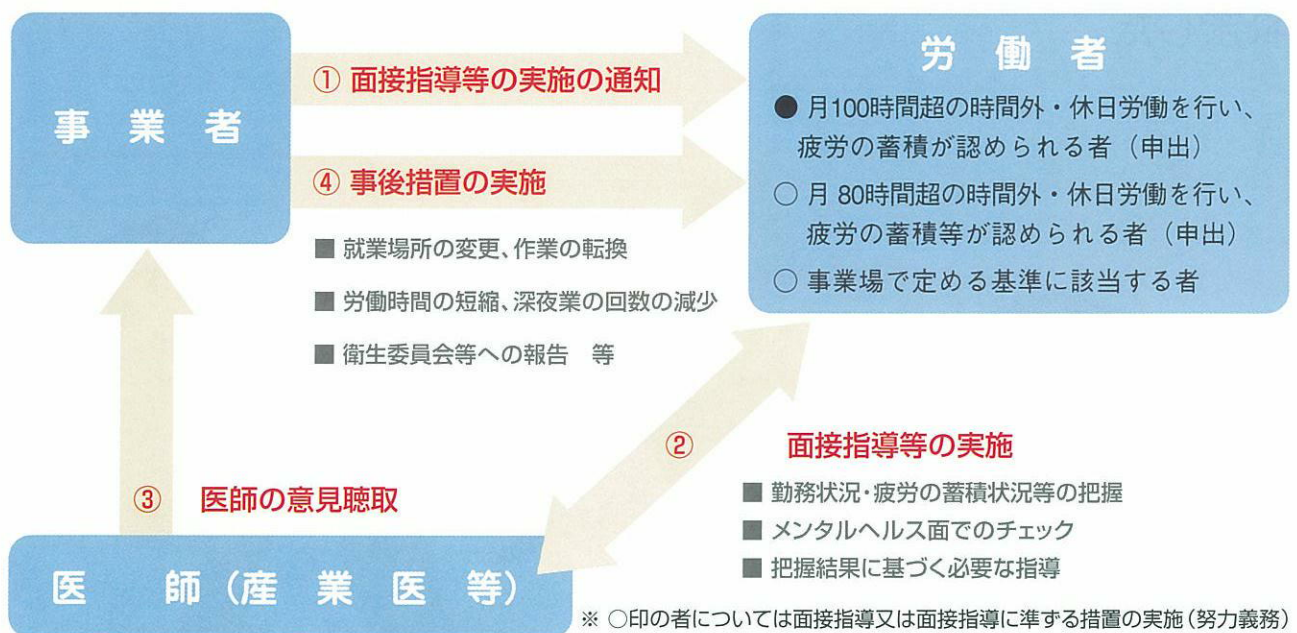 事業者
① 面接指導等の実施の通知
④ 事後措置の実施
■ 就業場所の変更、作業の転換
■ 労働時間の短縮、深夜業の回数の減少
■ 衛生委員会等への報告　等
労働者
● 月100時間超の時間外・休日労働を行い、
疲労の蓄積が認められる者（申出）
○ 月 80時間超の時間外・休日労働を行い、
疲労の蓄積等が認められる者（申出）
○ 事業場で定める基準に該当する者
② 面接指導等の実施
■ 勤務状況・疲労の蓄積状況等の把握
■ メンタルヘルス面でのチェック
■ 把握結果に基づく必要な指導
③ 医師の意見聴取
医師（産業医等）
※ ○印の者については面接指導又は面接指導に準ずる措置の実施（努力義務）